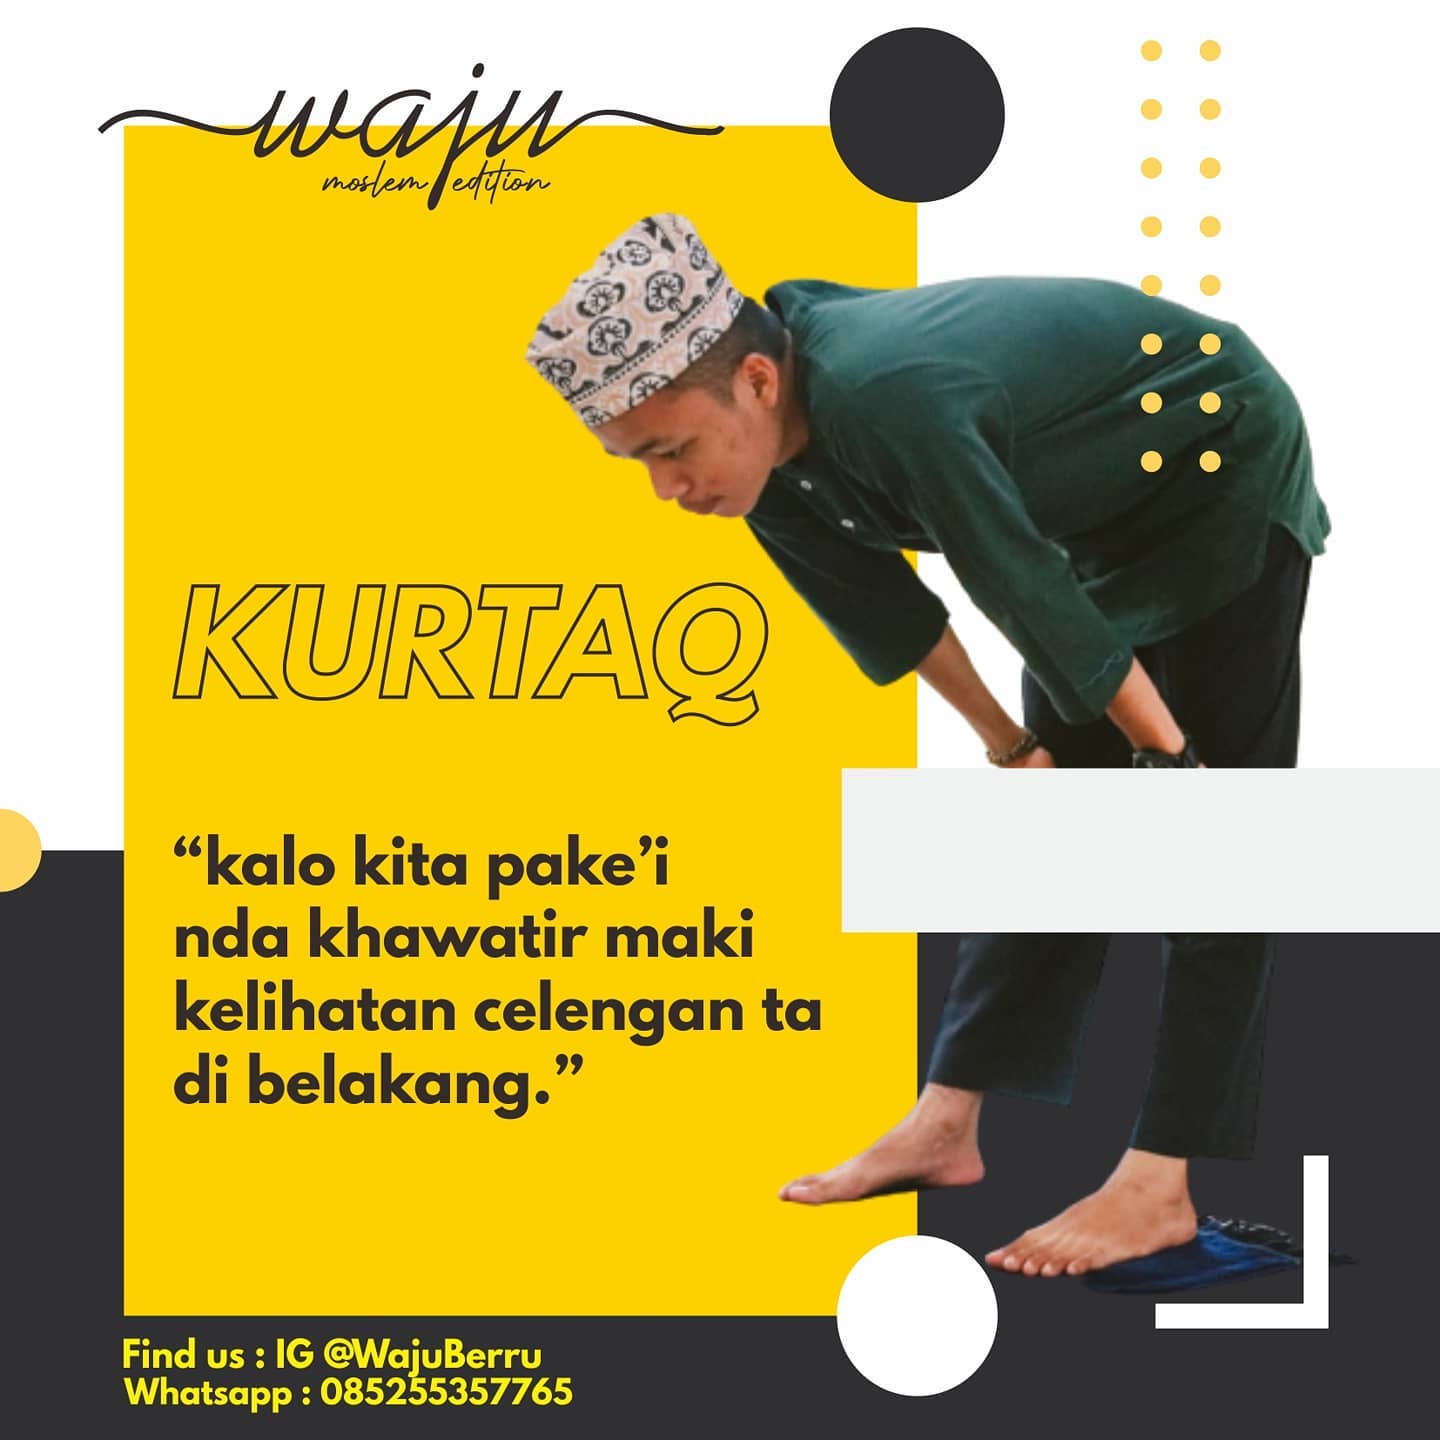 waju
moslem edition
KURTAQ
“kalo kita pake’i
nda khawatir maki
kelihatan celengan ta
di belakang.”
Find us : IG @WajuBerru
Whatsapp : 085255357765